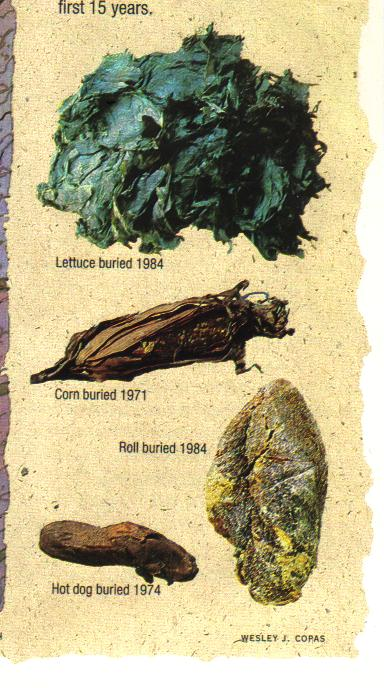 first 15 years.
Lettuce buried 1984
Corn buried 1971
Roll buried 1984
Hot dog buried 1974
WESLEY J. COPAS